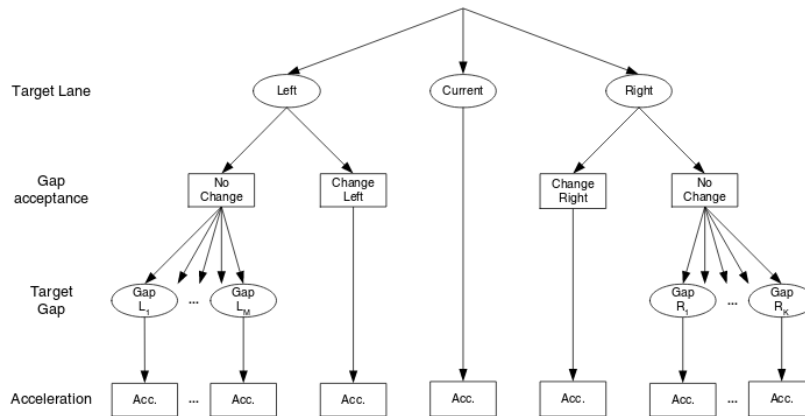 Target Lane
Left
Current
Right
Gap
acceptance
No
Change
Change
Left
Change
Right
No
Change
Target
Gap
Gap
L1
...
Gap
LM
Gap
R1
...
Gap
RK
Acceleration
Acc.
...
Acc.
Acc.
Acc.
Acc.
Acc.
...
Acc.